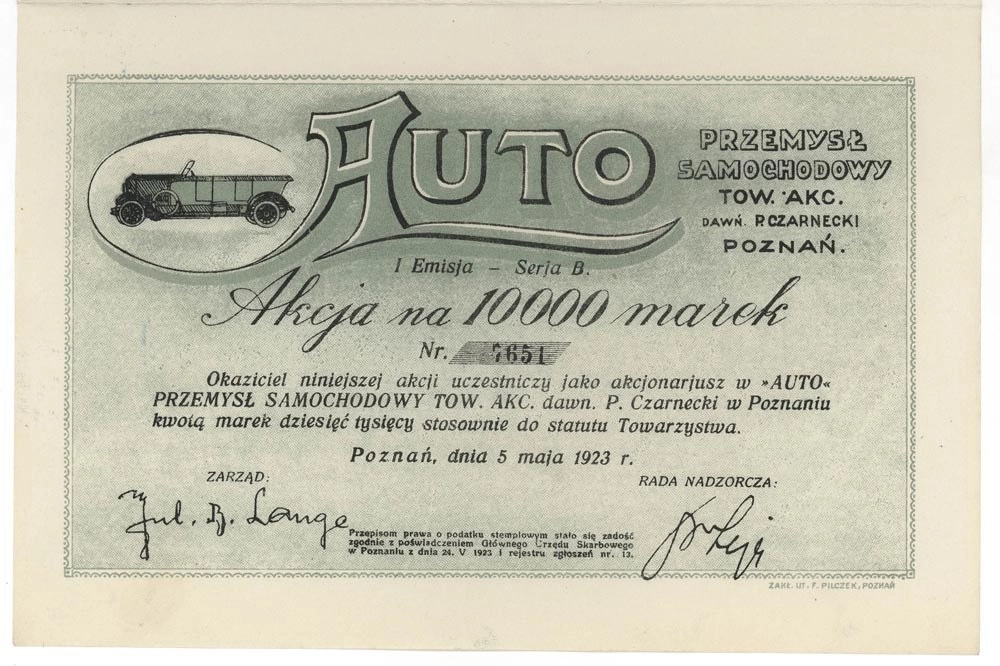 AUTO
PRZEMYSŁ
SAMOCHODOWY
TOW. AKC.
DAWŃ. P. CZARNECKI
POZNAŃ.
I Emisja – Serja B.
Akcja na 10000 marek
Nr. 7651
Okaziciel niniejszej akcji uczestniczy jako akcjonarjusz w »AUTO«
PRZEMYSŁ SAMOCHODOWY TOW. AKC. dawn. P. Czarnecki w Poznaniu
kwotą marek dziesięć tysięcy stosownie do statutu Towarzystwa.
Poznań, dnia 5 maja 1923 r.
ZARZĄD:
RADA NADZORCZA:
Jul. B. Lange
Przepisom prawa o podatku stemplowym stało się zadość
zgodnie z poświadczeniem Głównego Urzędu Skarbowego
w Poznaniu z dnia 24. V 1923 i rejestru zgłoszeń nr. 13.
ZAKŁ. LIT. F. PILCZEK, POZNAŃ